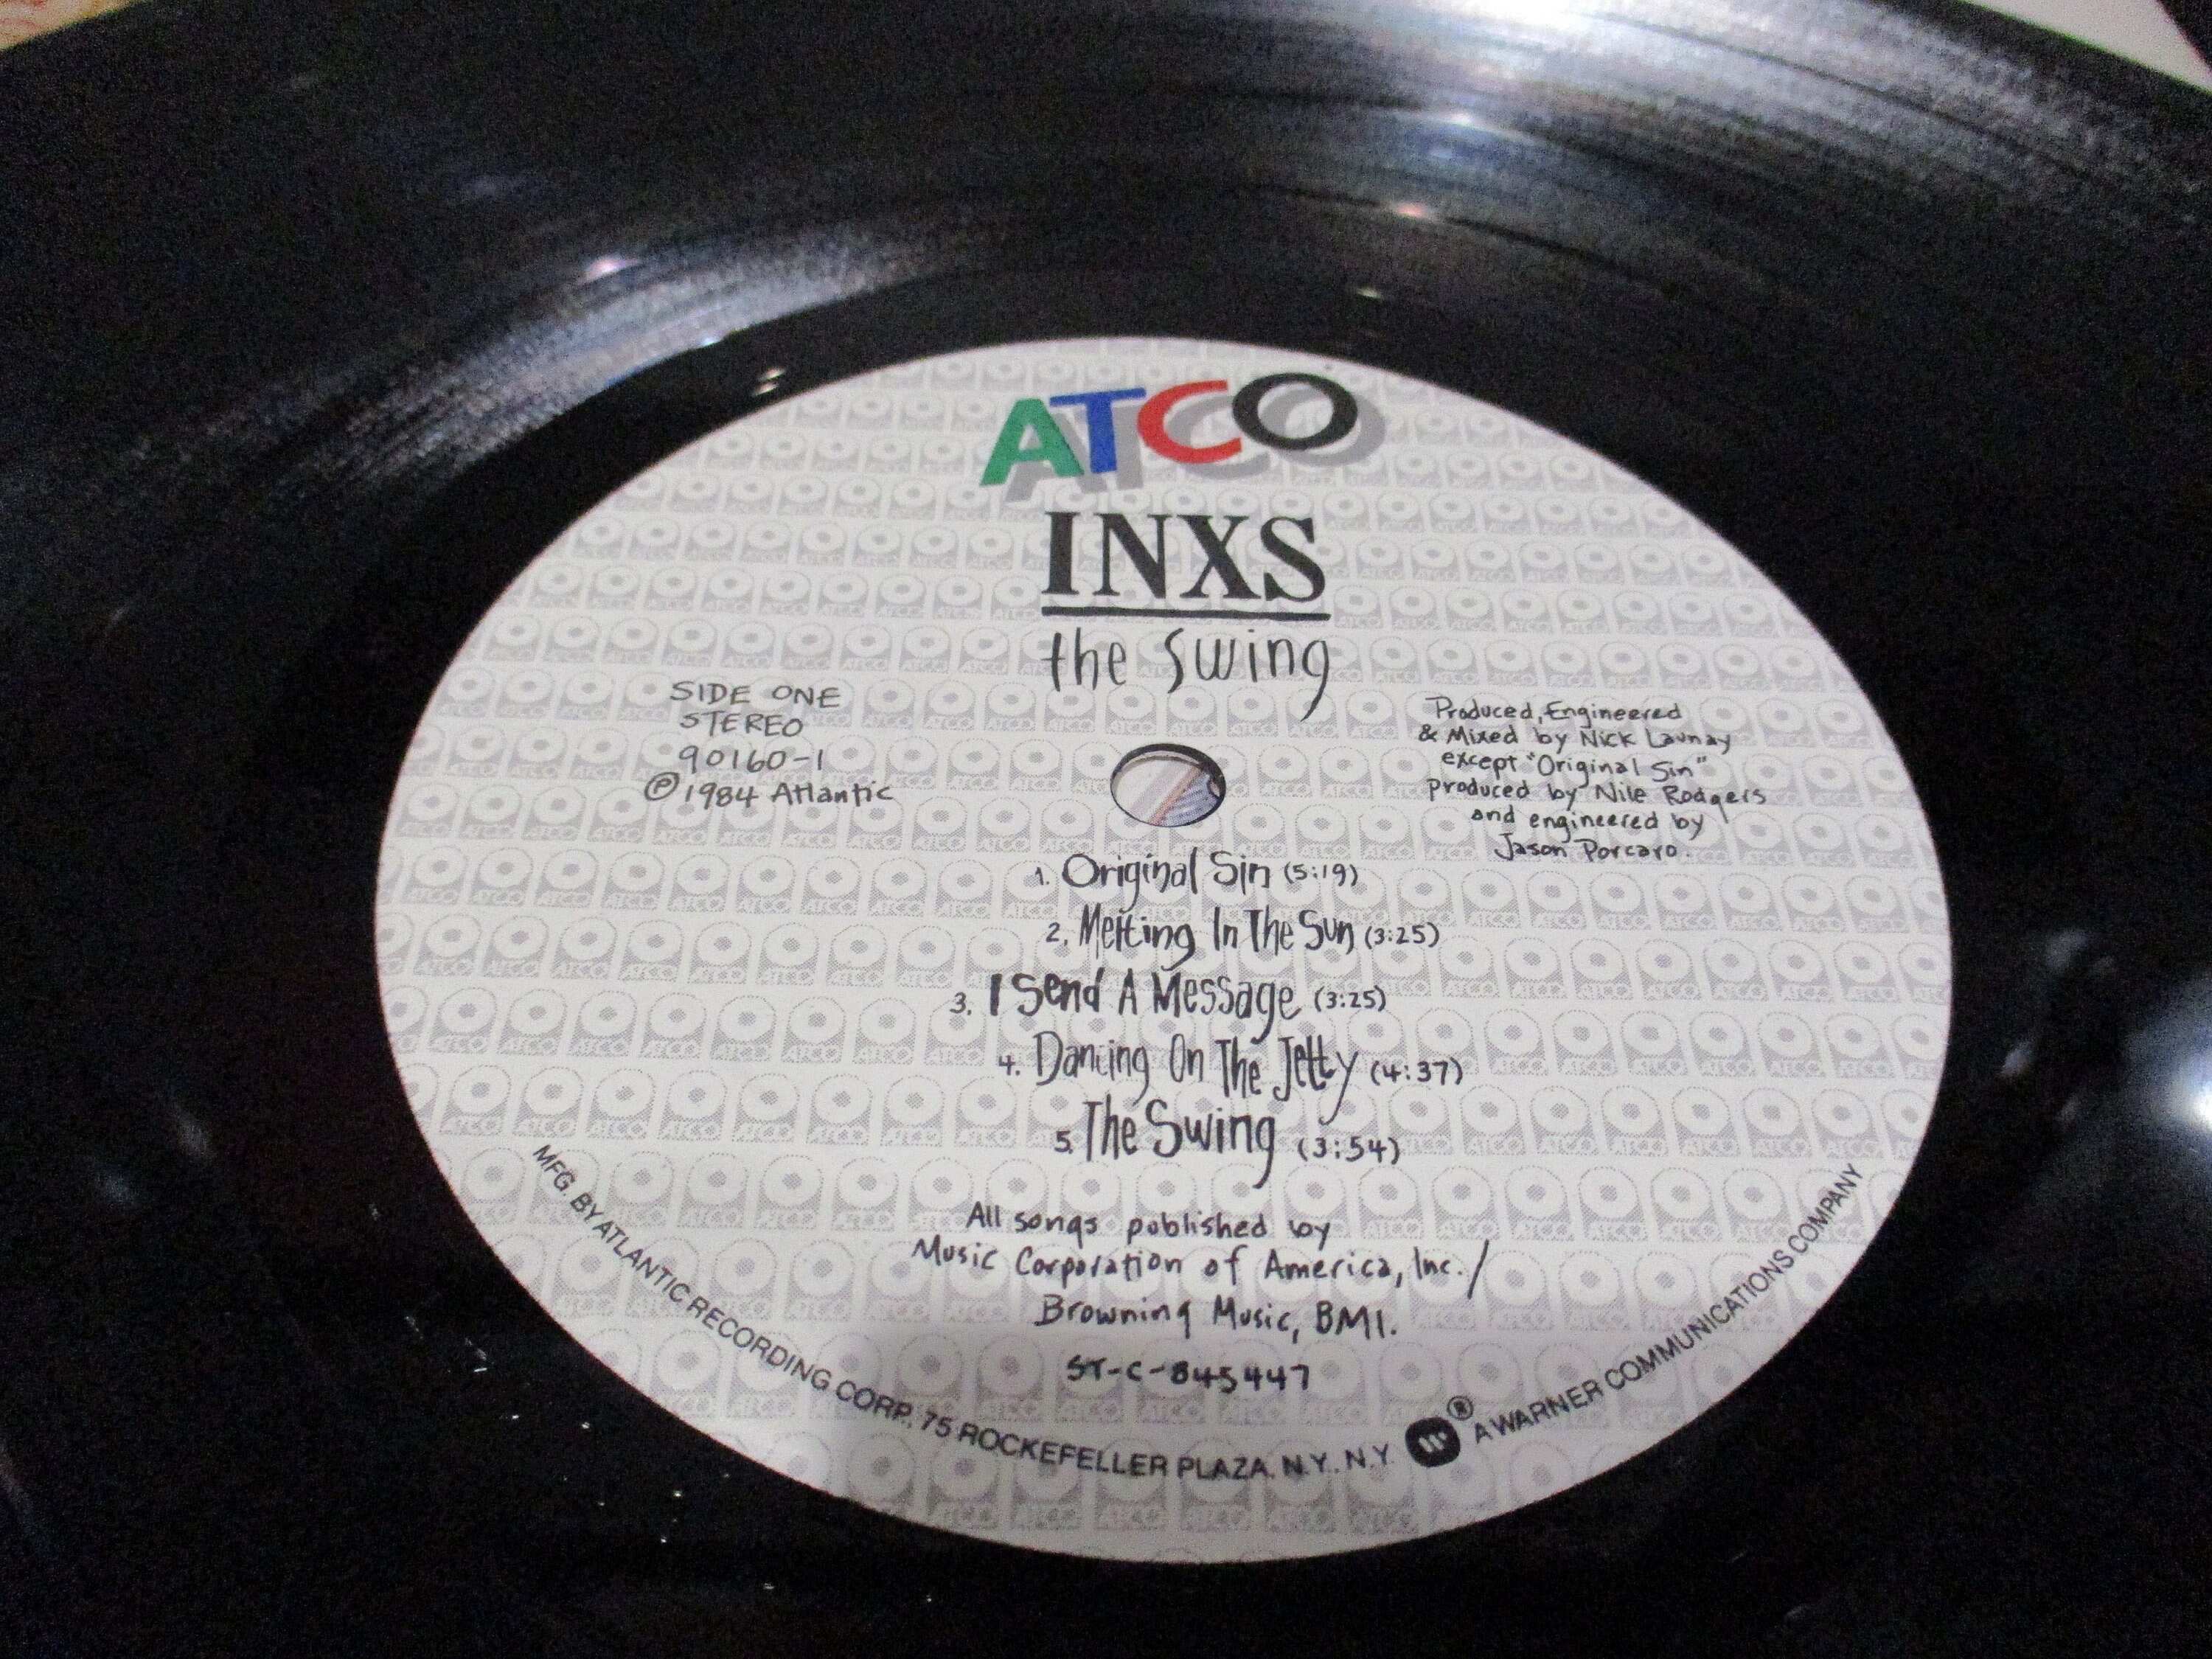 ATCO
INXS
the Swing
SIDE ONE
STEREO
90160-1
Ⓟ1984 Atlantic
Produced, Engineered
& Mixed by Nick Launay
except "Original Sin"
produced by Nile Rodgers
and engineered by
Jason Porcaro.
1. Original Sin (5:19)
2. Melting In The Sun (3:25)
3. I Send A Message (3:25)
4. Dancing On The Jetty (4:37)
5. The Swing (3:54)
All songs published by
Music Corporation of America, Inc./
Browning Music, BMI.
ST-C-845447
MFG. BY ATLANTIC RECORDING CORP. 75 ROCKEFELLER PLAZA. N.Y. N.Y. ® A WARNER COMMUNICATIONS COMPANY